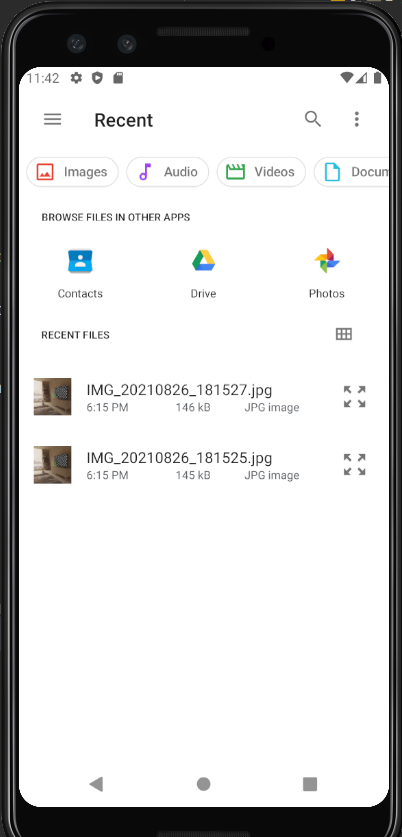 11:42
Recent
Images Audio Videos Docum
BROWSE FILES IN OTHER APPS
Contacts Drive Photos
RECENT FILES
IMG_20210826_181527.jpg
6:15 PM 146 kB JPG image
IMG_20210826_181525.jpg
6:15 PM 145 kB JPG image